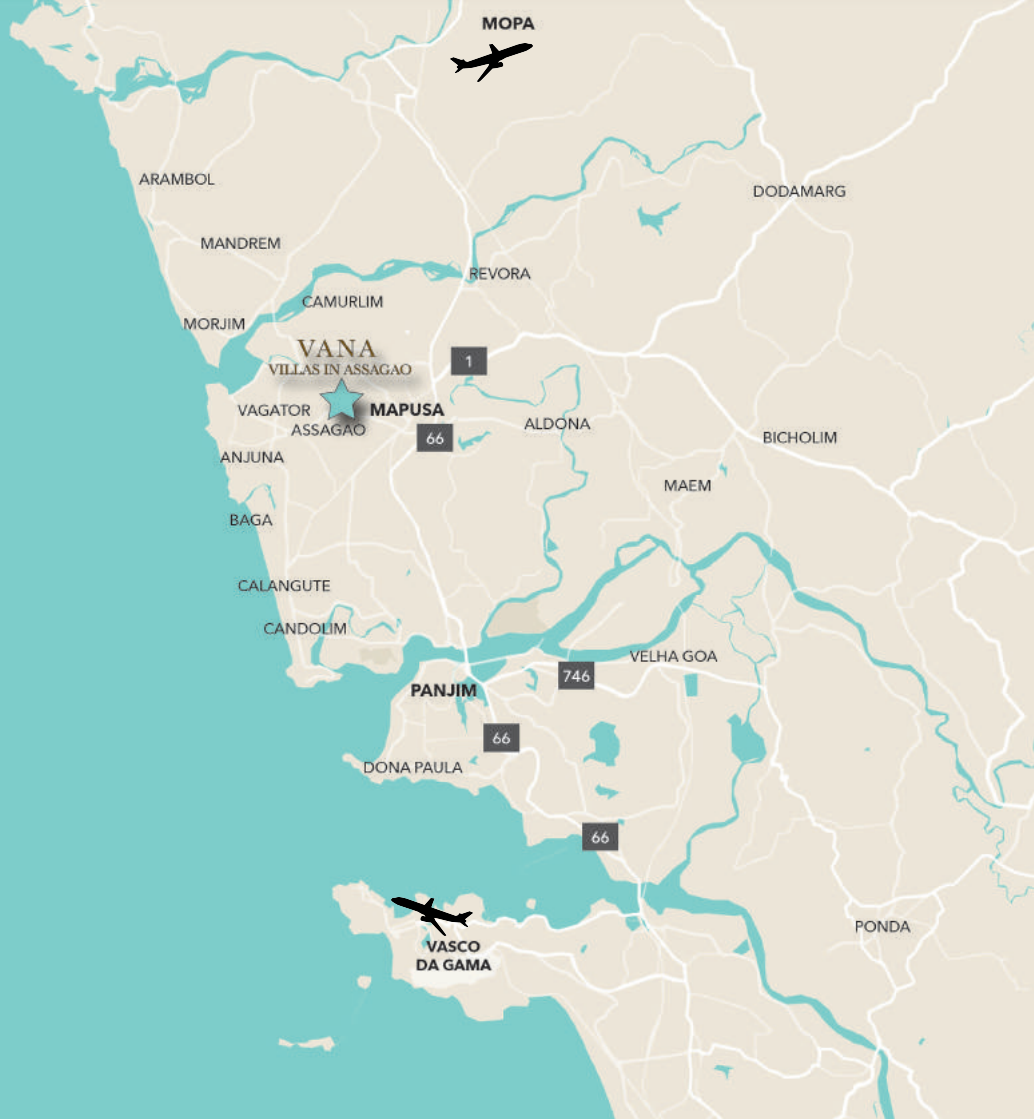 MOPA
ARAMBOL
DODAMARG
MANDREM
REVORA
CAMURLIM
MORJIM
VANA
VILLAS IN ASSAGAO
1
VAGATOR
MAPUSA
ASSAGAO
66
ALDONA
BICHOLIM
ANJUNA
MAEM
BAGA
CALANGUTE
CANDOLIM
VELHA GOA
746
PANJIM
66
DONA PAULA
66
PONDA
VASCO
DA GAMA